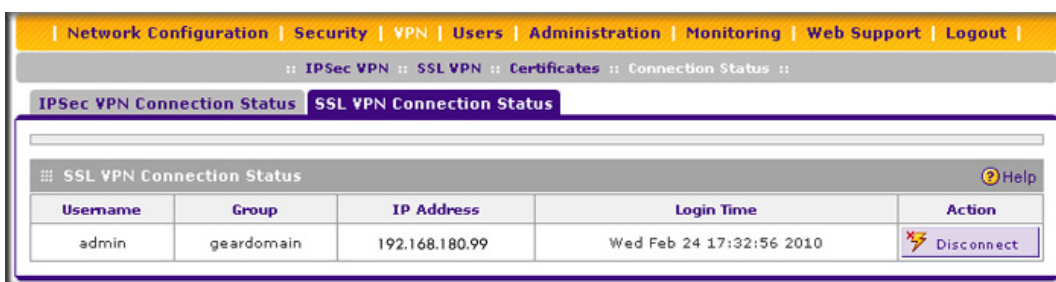 | Network Configuration | Security | VPN | Users | Administration | Monitoring | Web Support | Logout |
:: IPSec VPN :: SSL VPN :: Certificates :: Connection Status ::
IPSec VPN Connection Status SSL VPN Connection Status
SSL VPN Connection Status ? Help
Username Group IP Address Login Time Action
admin geardomain 192.168.180.99 Wed Feb 24 17:32:56 2010 Disconnect